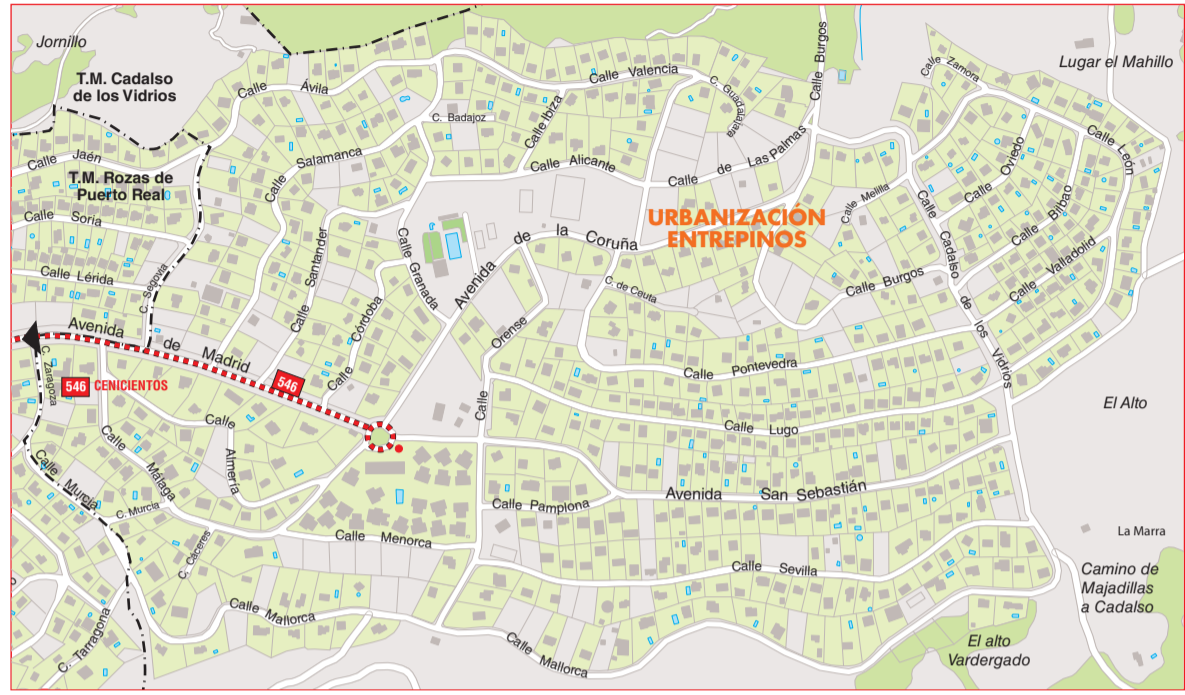 Jornillo
T.M. Cadalso
de los Vidrios
Calle Ávila
Calle Valencia
C. Guadalajara
Calle Burgos
Calle Zamora
Lugar el Mahillo
C. Badajoz
Calle Ibiza
Calle León
Calle Jaén
Calle Salamanca
Calle Alicante
Calle de Las Palmas
T.M. Rozas de
Puerto Real
Calle Oviedo
Calle Melilla
Calle Bilbao
Calle Soria
Calle Santander
Calle Granada
Avenida de la Coruña
URBANIZACIÓN
ENTREPINOS
Calle Cadalso de los Vidrios
Calle Valladolid
Calle Lérida
C. Segovia
Calle Córdoba
C. de Ceuta
Calle Burgos
Avenida de Madrid
Calle Orense
C. Zaragoza
546 CENICIENTOS
546
Calle Pontevedra
El Alto
Calle Lugo
Calle Almería
Calle Málaga
Calle Murcia
C. Murcia
Calle Pamplona
Avenida San Sebastián
Calle Menorca
C. Cáceres
La Marra
Calle Sevilla
Camino de
Majadillas
a Cadalso
Calle Mallorca
C. Tarragona
Calle Mallorca
El alto
Vardergado